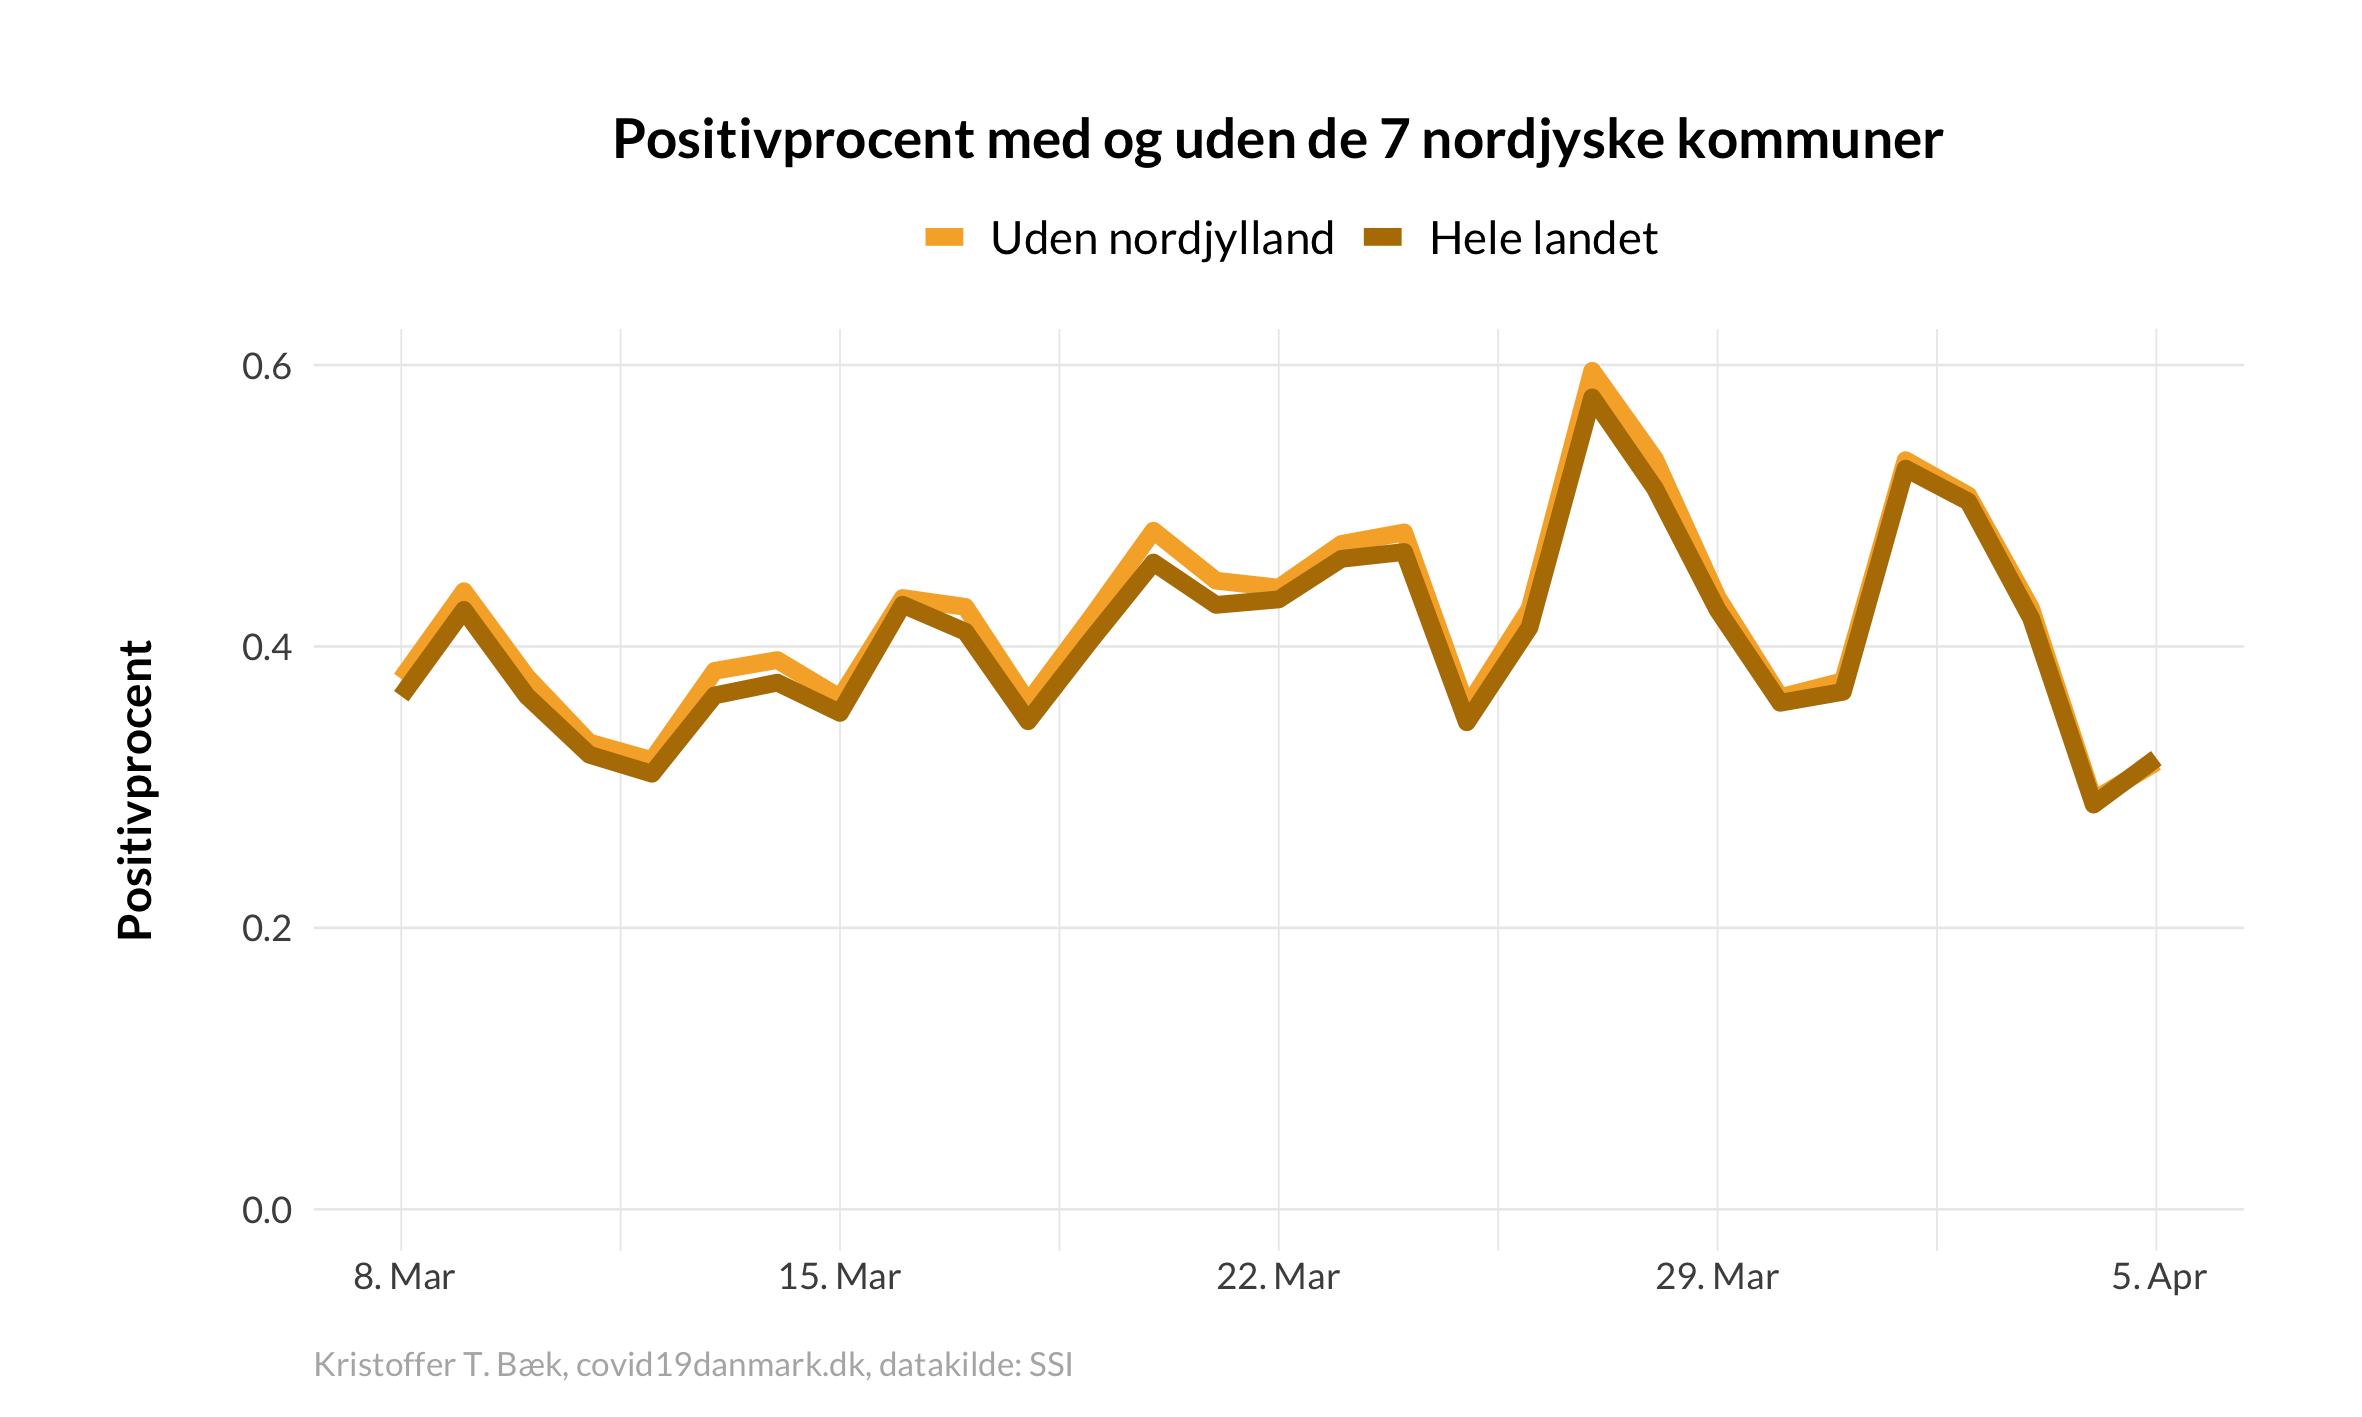 Positivprocent med og uden de 7 nordjyske kommuner
Uden nordjylland Hele landet
Positivprocent
0.6
0.4
0.2
0.0
8. Mar 15. Mar 22. Mar 29. Mar 5. Apr
Kristoffer T. Bæk, covid19danmark.dk, datakilde: SSI